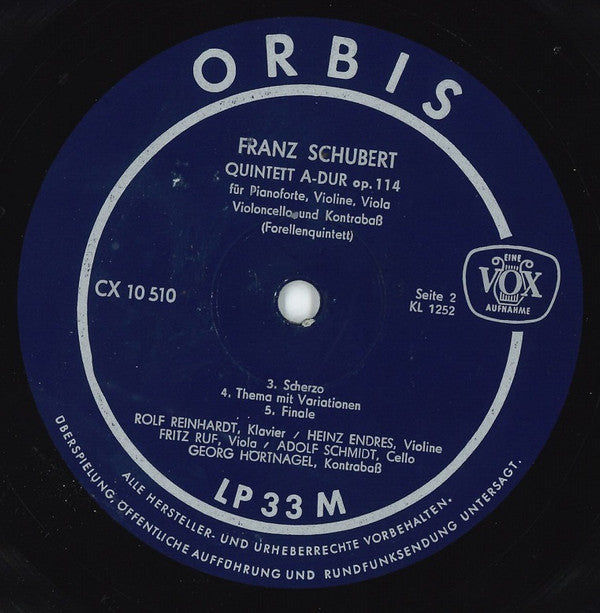 ORBIS
FRANZ SCHUBERT
QUINTETT A-DUR op. 114
für Pianoforte, Violine, Viola
Violoncello und Kontrabaß
(Forellenquintett)
CX 10 510
Seite 2
KL 1252
EINE
VOX
AUFNAHME
3. Scherzo
4. Thema mit Variationen
5. Finale
ROLF REINHARDT, Klavier / HEINZ ENDRES, Violine
FRITZ RUF, Viola / ADOLF SCHMIDT, Cello
GEORG HÖRTNAGEL, Kontrabaß
LP 33 M
ALLE HERSTELLER- UND URHEBERRECHTE VORBEHALTEN.
ÜBERSPIELUNG, ÖFFENTLICHE AUFFÜHRUNG UND RUNDFUNKSENDUNG UNTERSAGT.